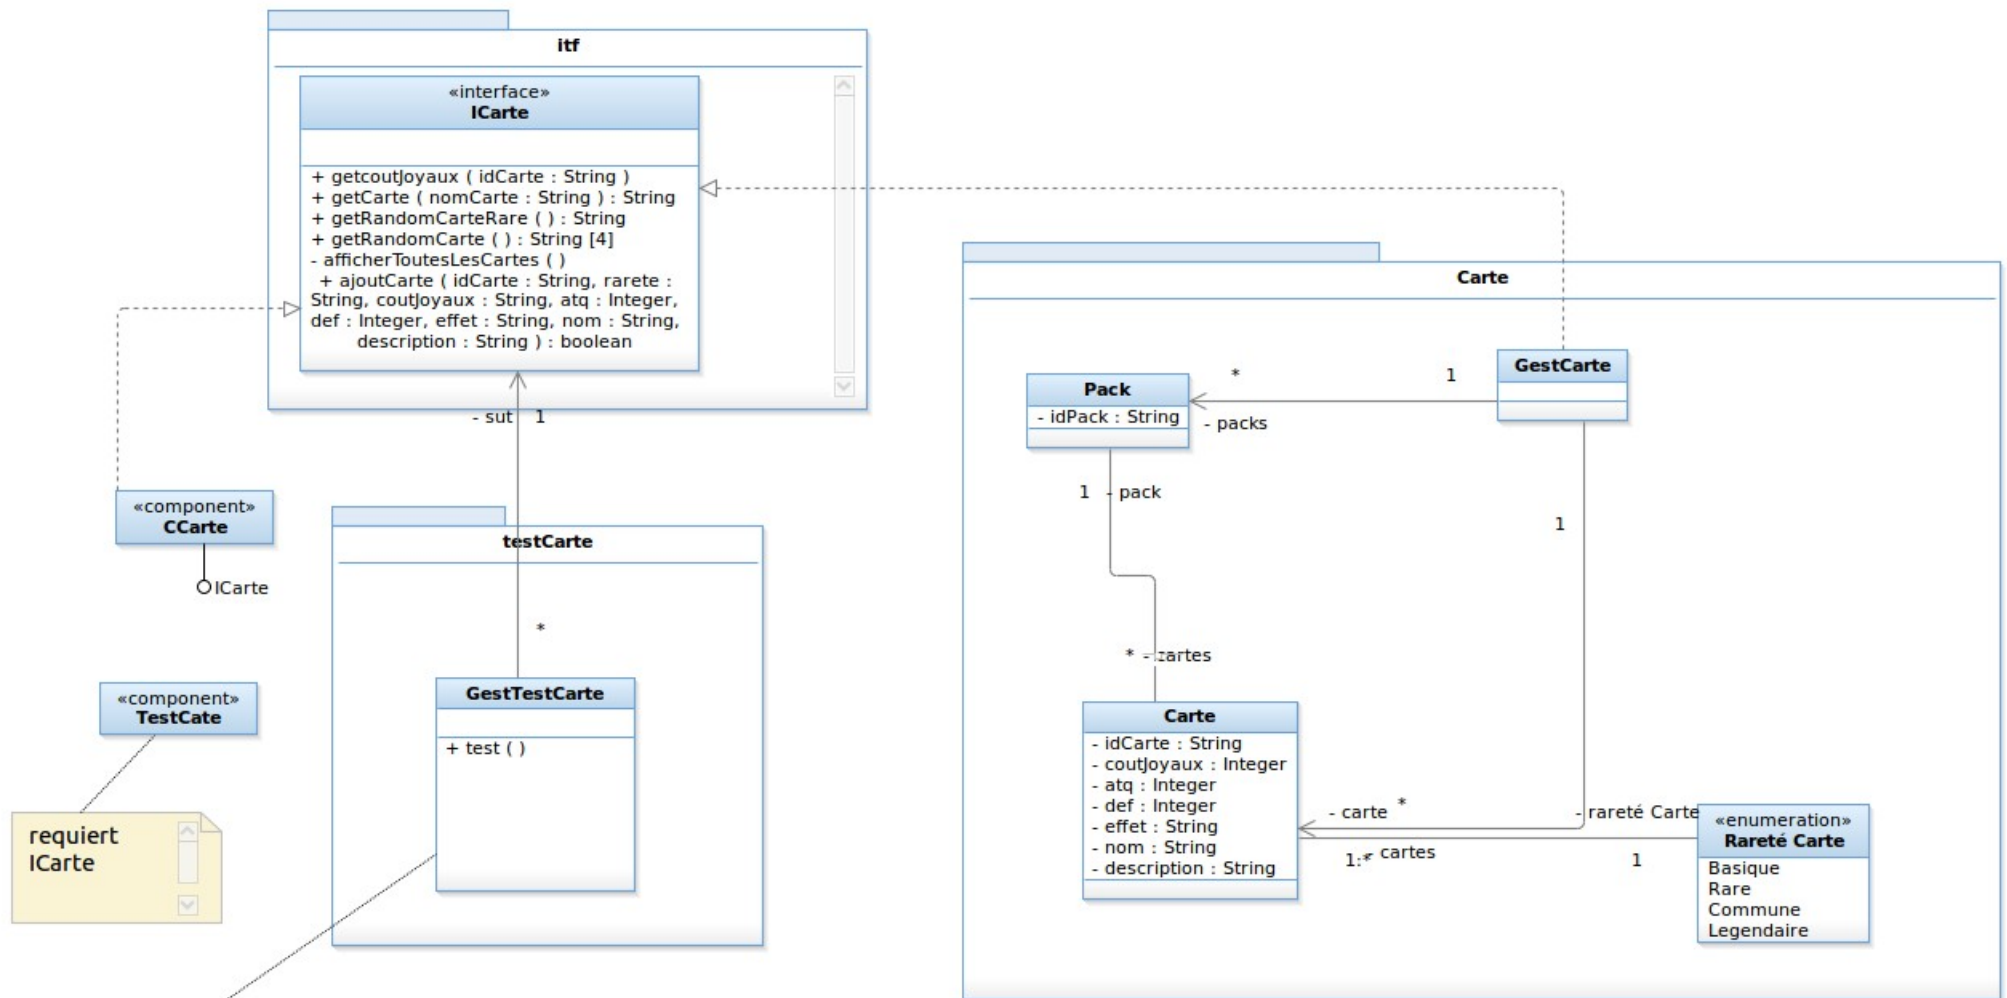 itf
«interface»
ICarte
+ getcoutJoyaux ( idCarte : String )
+ getCarte ( nomCarte : String ) : String
+ getRandomCarteRare ( ) : String
+ getRandomCarte ( ) : String [4]
- afficherToutesLesCartes ( )
+ ajoutCarte ( idCarte : String, rarete :
String, coutJoyaux : String, atq : Integer,
def : Integer, effet : String, nom : String,
description : String ) : boolean
- sut 1
«component»
CCarte
ICarte
testCarte
*
GestTestCarte
+ test ( )
«component»
TestCate
requiert
ICarte
Carte
GestCarte
* 1
Pack
- idPack : String
- packs
1 - pack
1
* - cartes
Carte
- idCarte : String
- coutJoyaux : Integer
- atq : Integer
- def : Integer
- effet : String
- nom : String
- description : String
- carte * - rareté Carte
1:* - cartes 1
«enumeration»
Rareté Carte
Basique
Rare
Commune
Legendaire